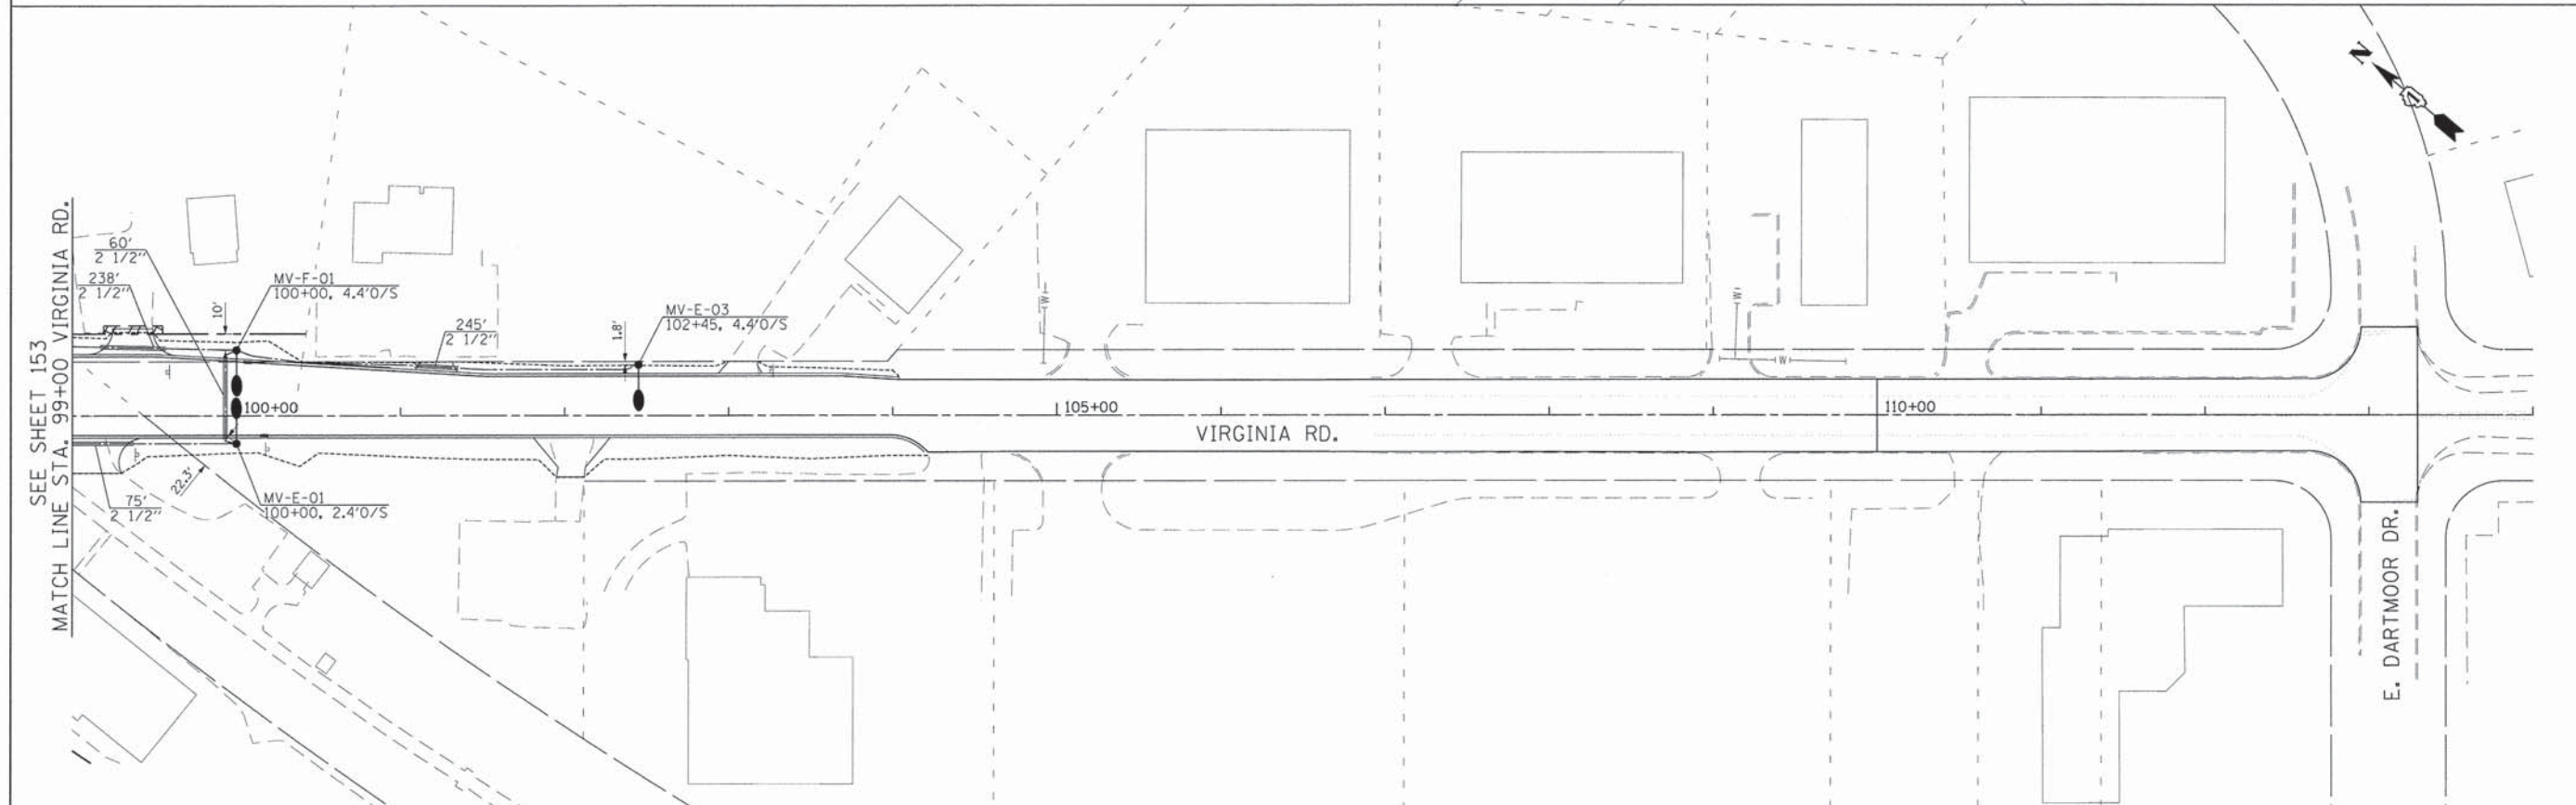 SEE SHEET 153
MATCH LINE STA. 99+00 VIRGINIA RD.
60'
2 1/2"
238'
2 1/2"
10'
MV-F-01
100+00, 4.4'O/S
245'
2 1/2"
1.8'
MV-E-03
102+45, 4.4'O/S
100+00
105+00
110+00
VIRGINIA RD.
W
W
W
N
75'
2 1/2"
22.3'
MV-E-01
100+00, 2.4'O/S
E. DARTMOOR DR.